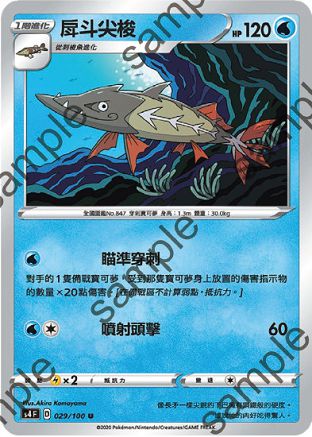 1階進化
戽斗尖梭
HP 120
從刺梭魚進化
全國圖鑑No.847 穿刺寶可夢 身高：1.3m 體重：30.0kg
瞄準穿刺
對手的1隻備戰寶可夢，受到那隻寶可夢身上放置的傷害指示物
的數量×20點傷害。[在備戰區不計算弱點、抵抗力。]
噴射頭擊 60
弱點 ×2 抵抗力 撤退
Illus. Akira Komayama
S4F D 029/100 U
©2020 Pokémon/Nintendo/Creatures/GAME FREAK.
sample
sample
sample
sample